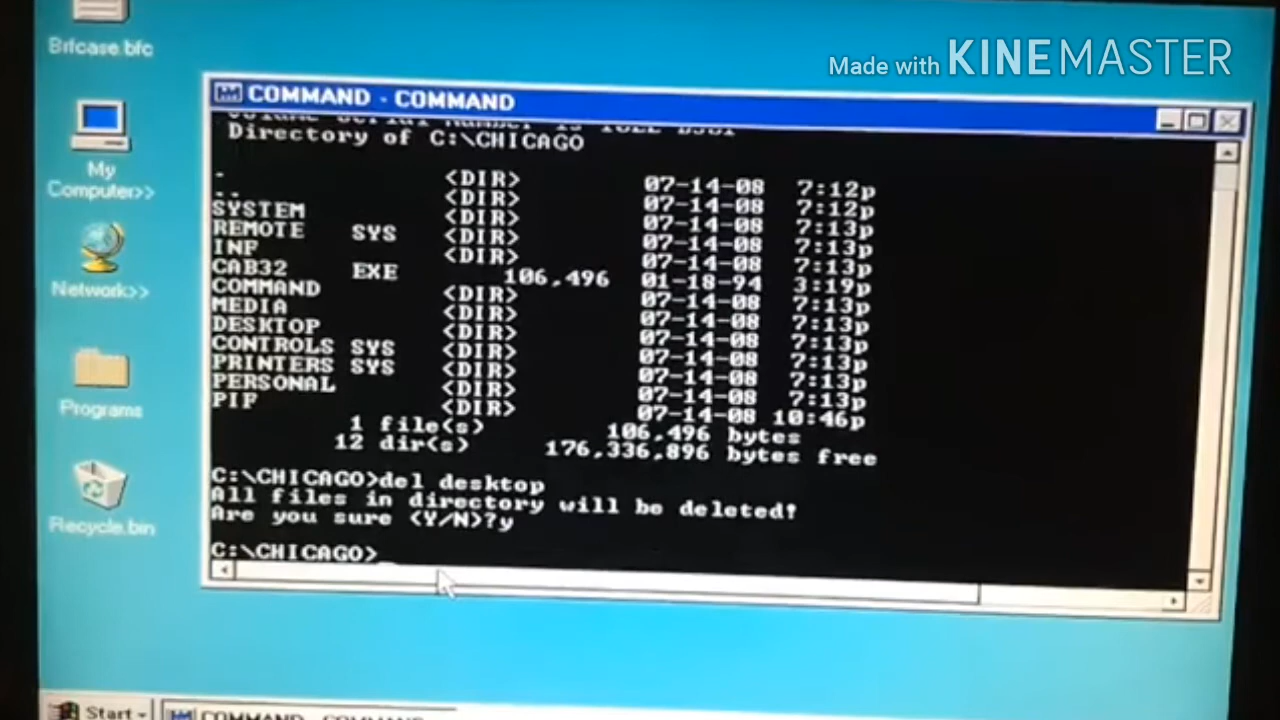 Brfcase.bfc
Made with KINEMASTER
COMMAND - COMMAND
Directory of C:\CHICAGO
. <DIR> 07-14-08 7:12p
.. <DIR> 07-14-08 7:12p
SYSTEM <DIR> 07-14-08 7:13p
REMOTE SYS <DIR> 07-14-08 7:13p
INF <DIR> 07-14-08 7:13p
CAB32 EXE 106,496 01-18-94 3:19p
COMMAND <DIR> 07-14-08 7:13p
MEDIA <DIR> 07-14-08 7:13p
DESKTOP <DIR> 07-14-08 7:13p
CONTROLS SYS <DIR> 07-14-08 7:13p
PRINTERS SYS <DIR> 07-14-08 7:13p
PERSONAL <DIR> 07-14-08 7:13p
PIF <DIR> 07-14-08 10:46p
1 file(s) 106,496 bytes
12 dir(s) 176,336,896 bytes free
C:\CHICAGO>del desktop
All files in directory will be deleted!
Are you sure (Y/N)?y
C:\CHICAGO>
My
Computer>>
Network>>
Programs
Recycle.bin
Start
COMMAND - COMMAND